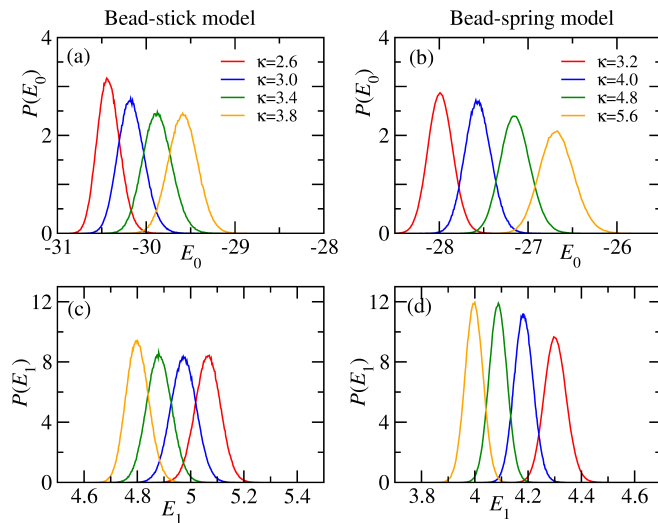 Bead-stick model
Bead-spring model
(a)
κ=2.6
κ=3.0
κ=3.4
κ=3.8
P(E0)
4
2
0
-31 -30 -29 -28
E0
(b)
κ=3.2
κ=4.0
κ=4.8
κ=5.6
P(E0)
4
2
0
-28 -27 -26
E0
(c)
P(E1)
12
8
4
0
4.6 4.8 5 5.2 5.4
E1
(d)
P(E1)
12
8
4
0
3.8 4 4.2 4.4
E1